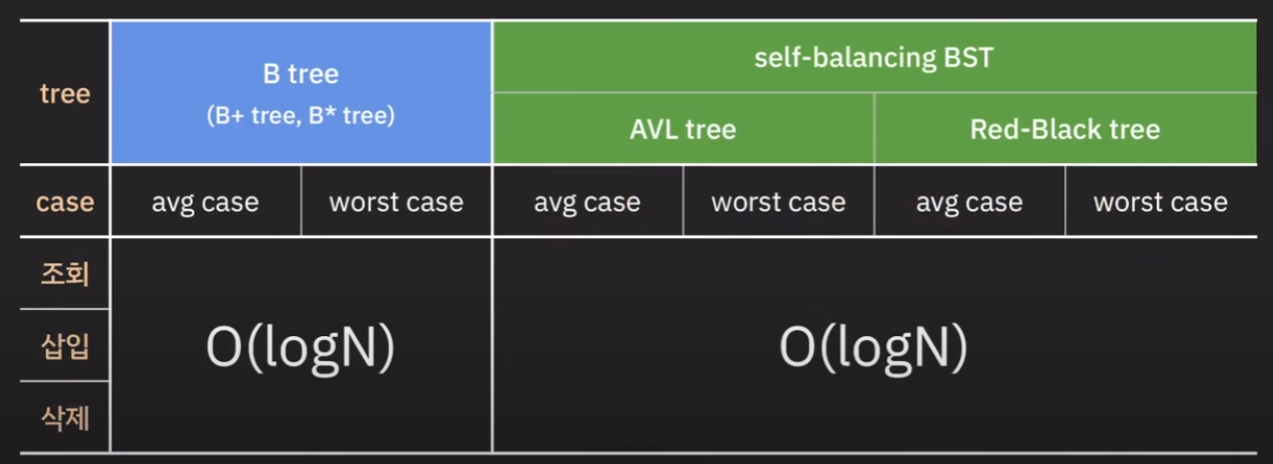 tree
B tree
(B+ tree, B* tree)
self-balancing BST
AVL tree
Red-Black tree
case
avg case
worst case
avg case
worst case
avg case
worst case
조회
삽입
삭제
O(logN)
O(logN)